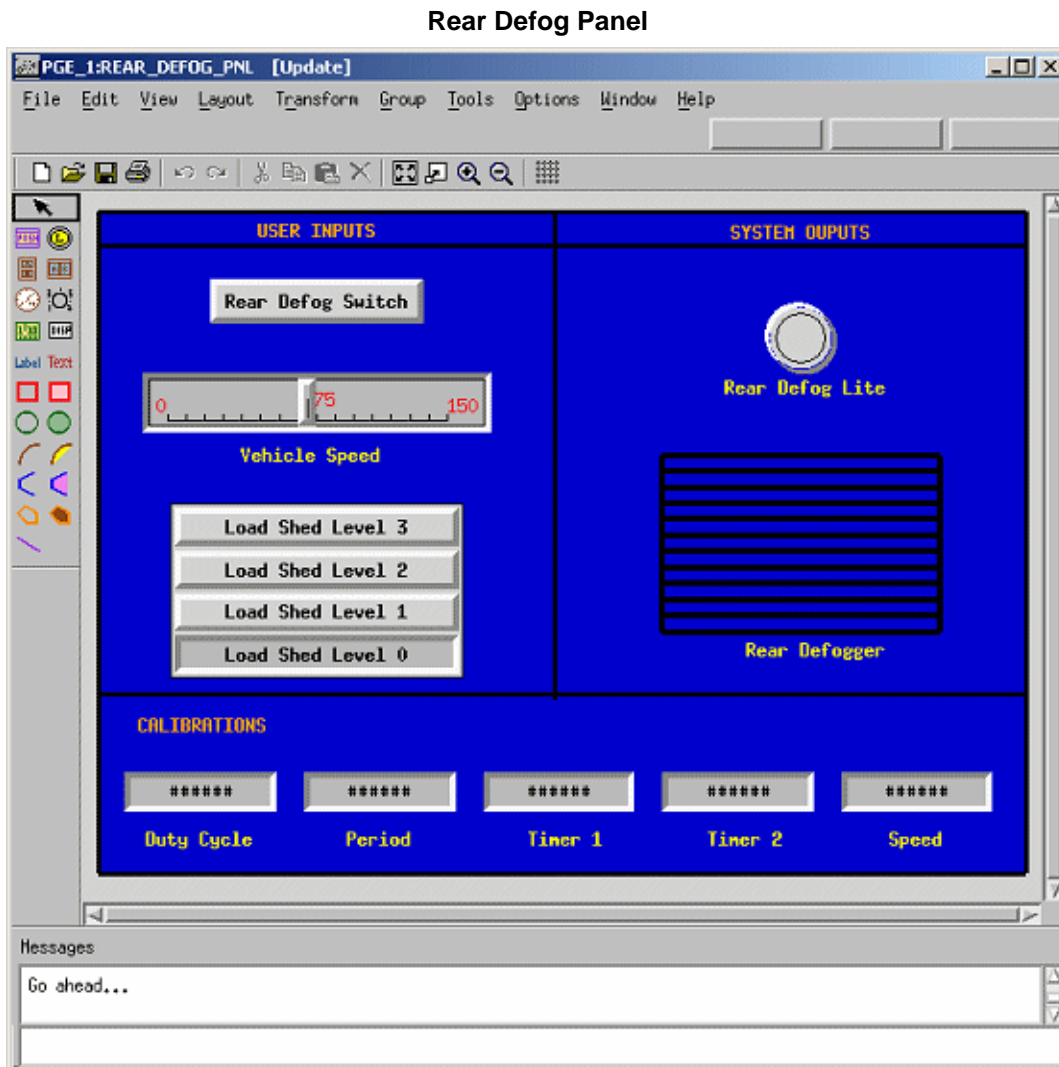 Rear Defog Panel
PGE_1:REAR_DEFOG_PNL [Update]
File Edit View Layout Transform Group Tools Options Window Help
USER INPUTS
SYSTEM OUPUTS
Rear Defog Switch
0 75 150
Vehicle Speed
Rear Defog Lite
Load Shed Level 3
Load Shed Level 2
Load Shed Level 1
Load Shed Level 0
Rear Defogger
Label Text
CALIBRATIONS
###### ###### ###### ###### ######
Duty Cycle Period Timer 1 Timer 2 Speed
Messages
Go ahead...